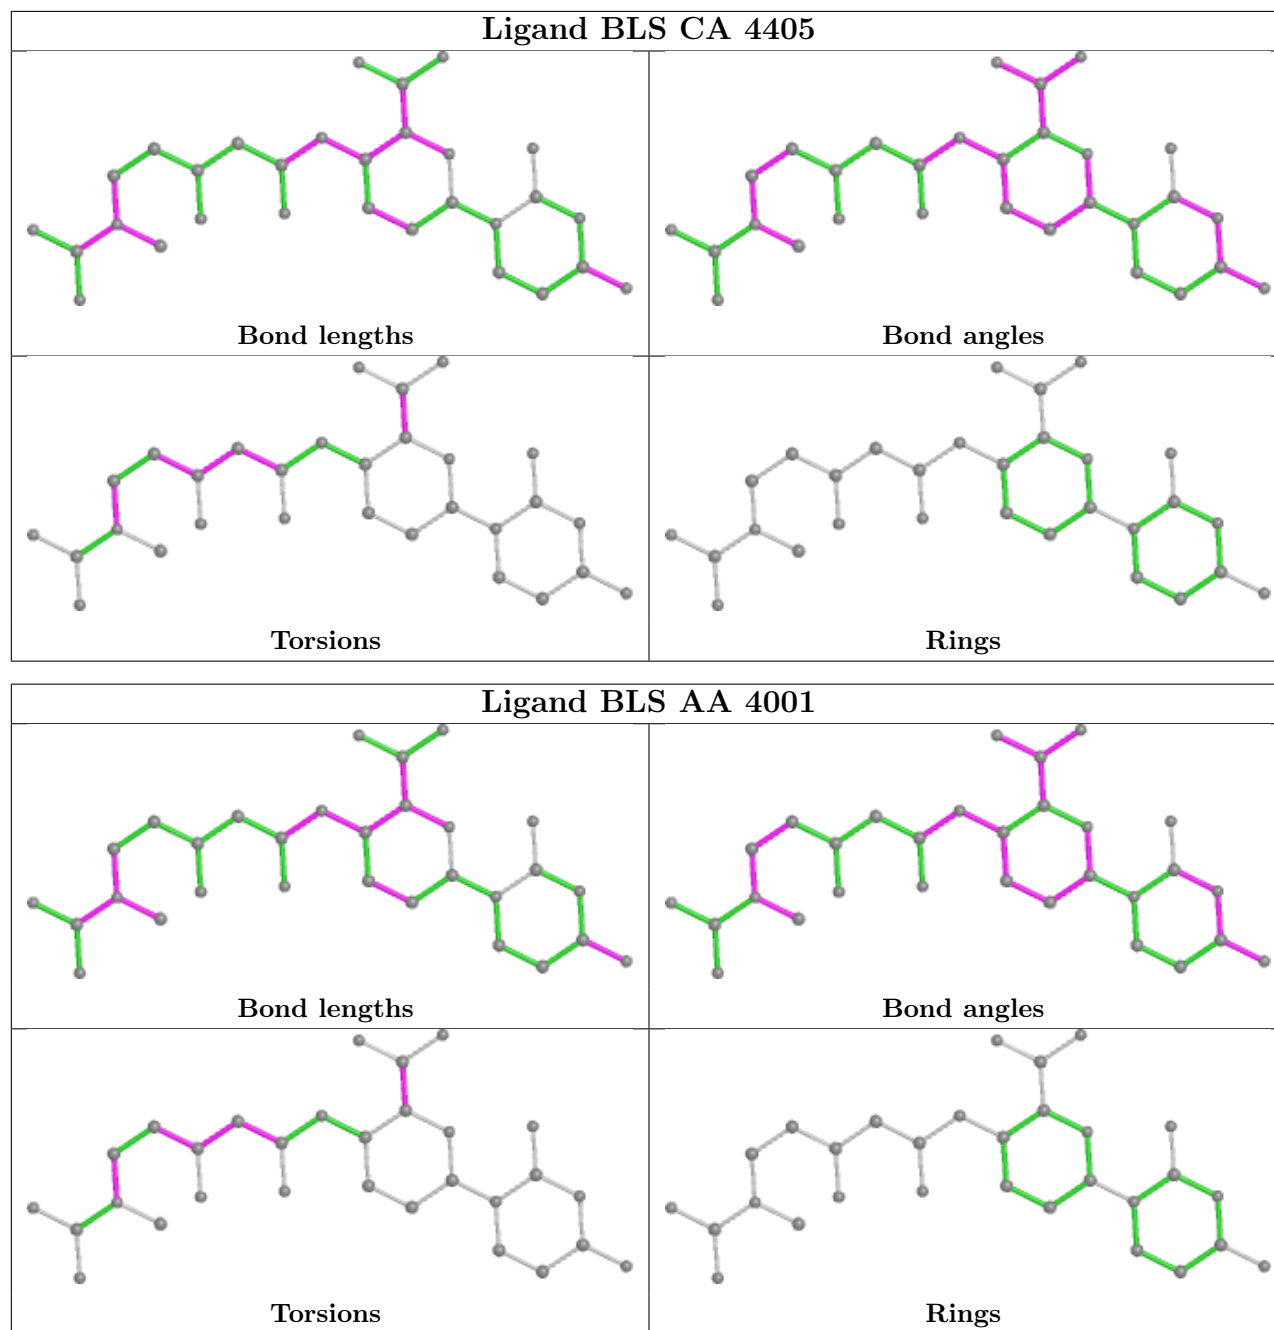 Ligand BLS CA 4405
Bond lengths
Bond angles
Torsions
Rings
Ligand BLS AA 4001
Bond lengths
Bond angles
Torsions
Rings